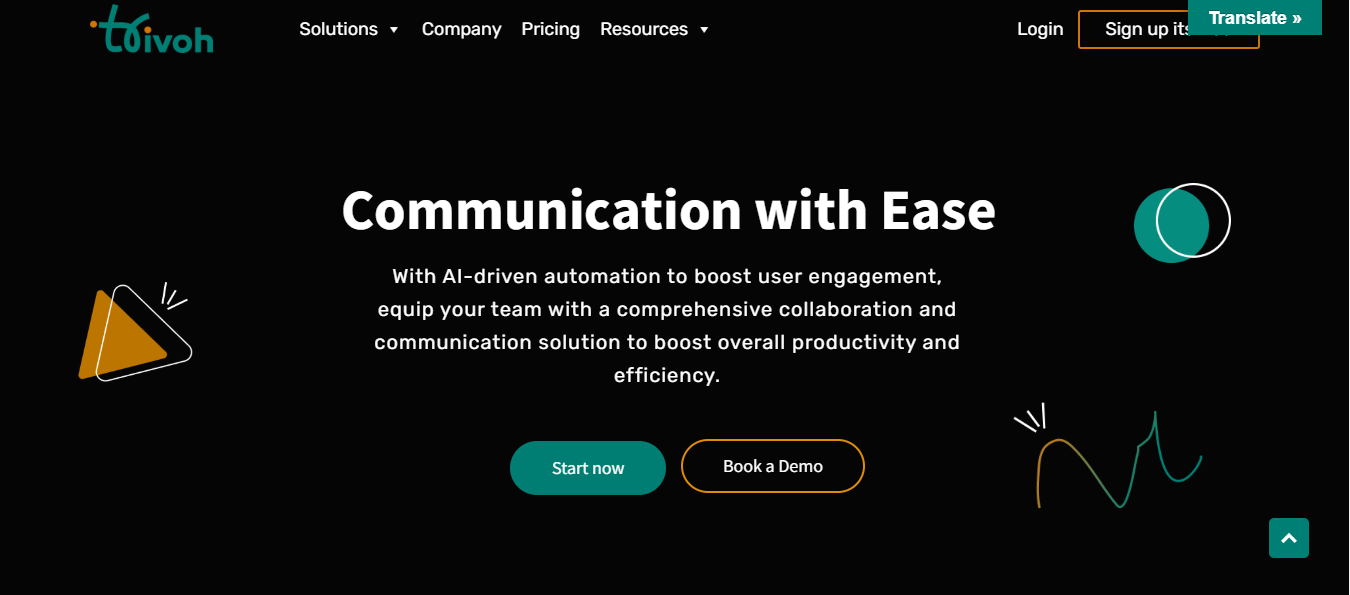 trivoh
Solutions
Company
Pricing
Resources
Login
Sign up its
Translate »
Communication with Ease
With AI-driven automation to boost user engagement,
equip your team with a comprehensive collaboration and
communication solution to boost overall productivity and
efficiency.
Start now
Book a Demo